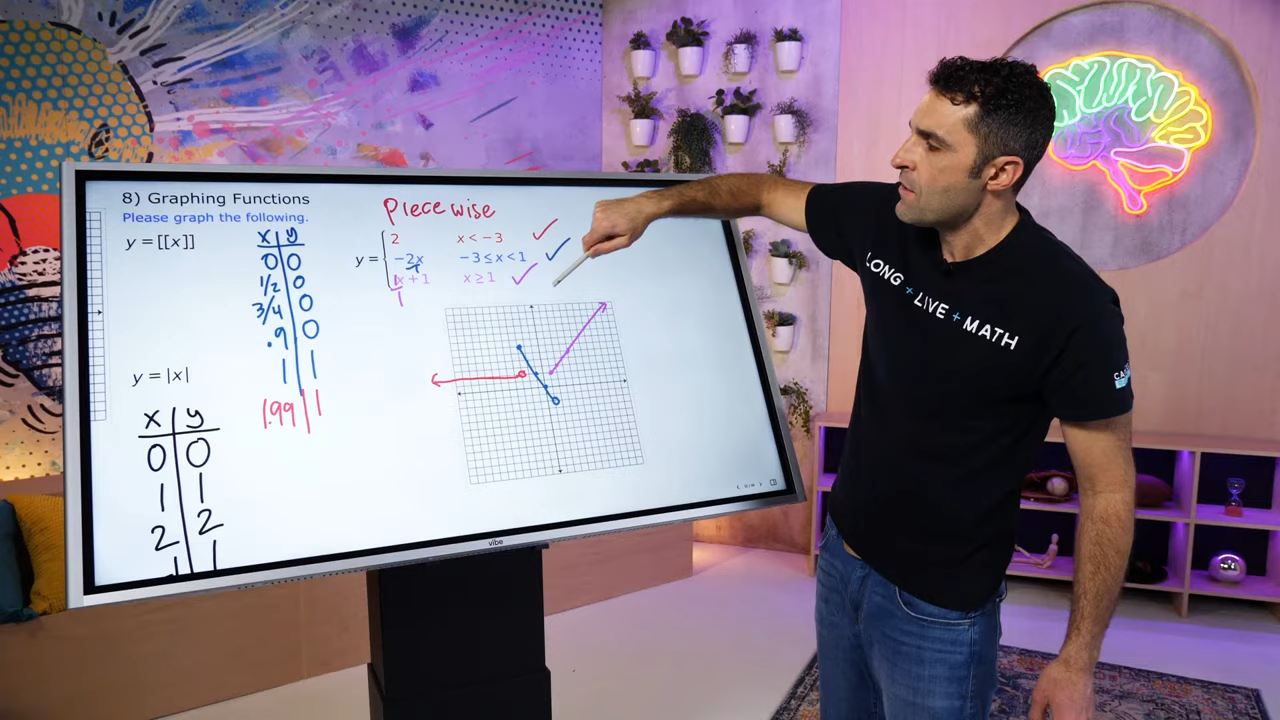 8) Graphing Functions
Please graph the following.
y = [[x]]
x | y
0 | 0
1/2 | 0
3/4 | 0
.9 | 0
1 | 1
1.99 | 1
y = |x|
x | y
0 | 0
1 | 1
2 | 2
Piecewise
y = { 2 x < −3 ✓
−2x −3 ≤ x < 1 ✓
1
x + 1 x ≥ 1 ✓
1
vibe
LONG + LIVE + MATH